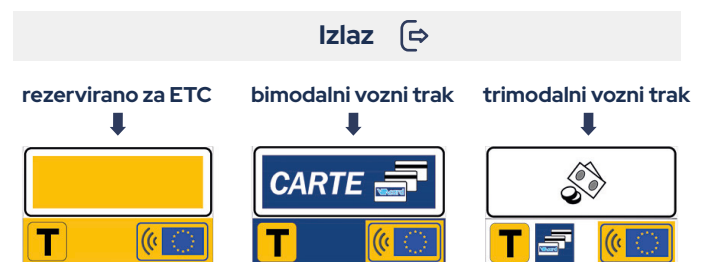 Izlaz
rezervirano za ETC
bimodalni vozni trak
trimodalni vozni trak
CARTE
T
T
T